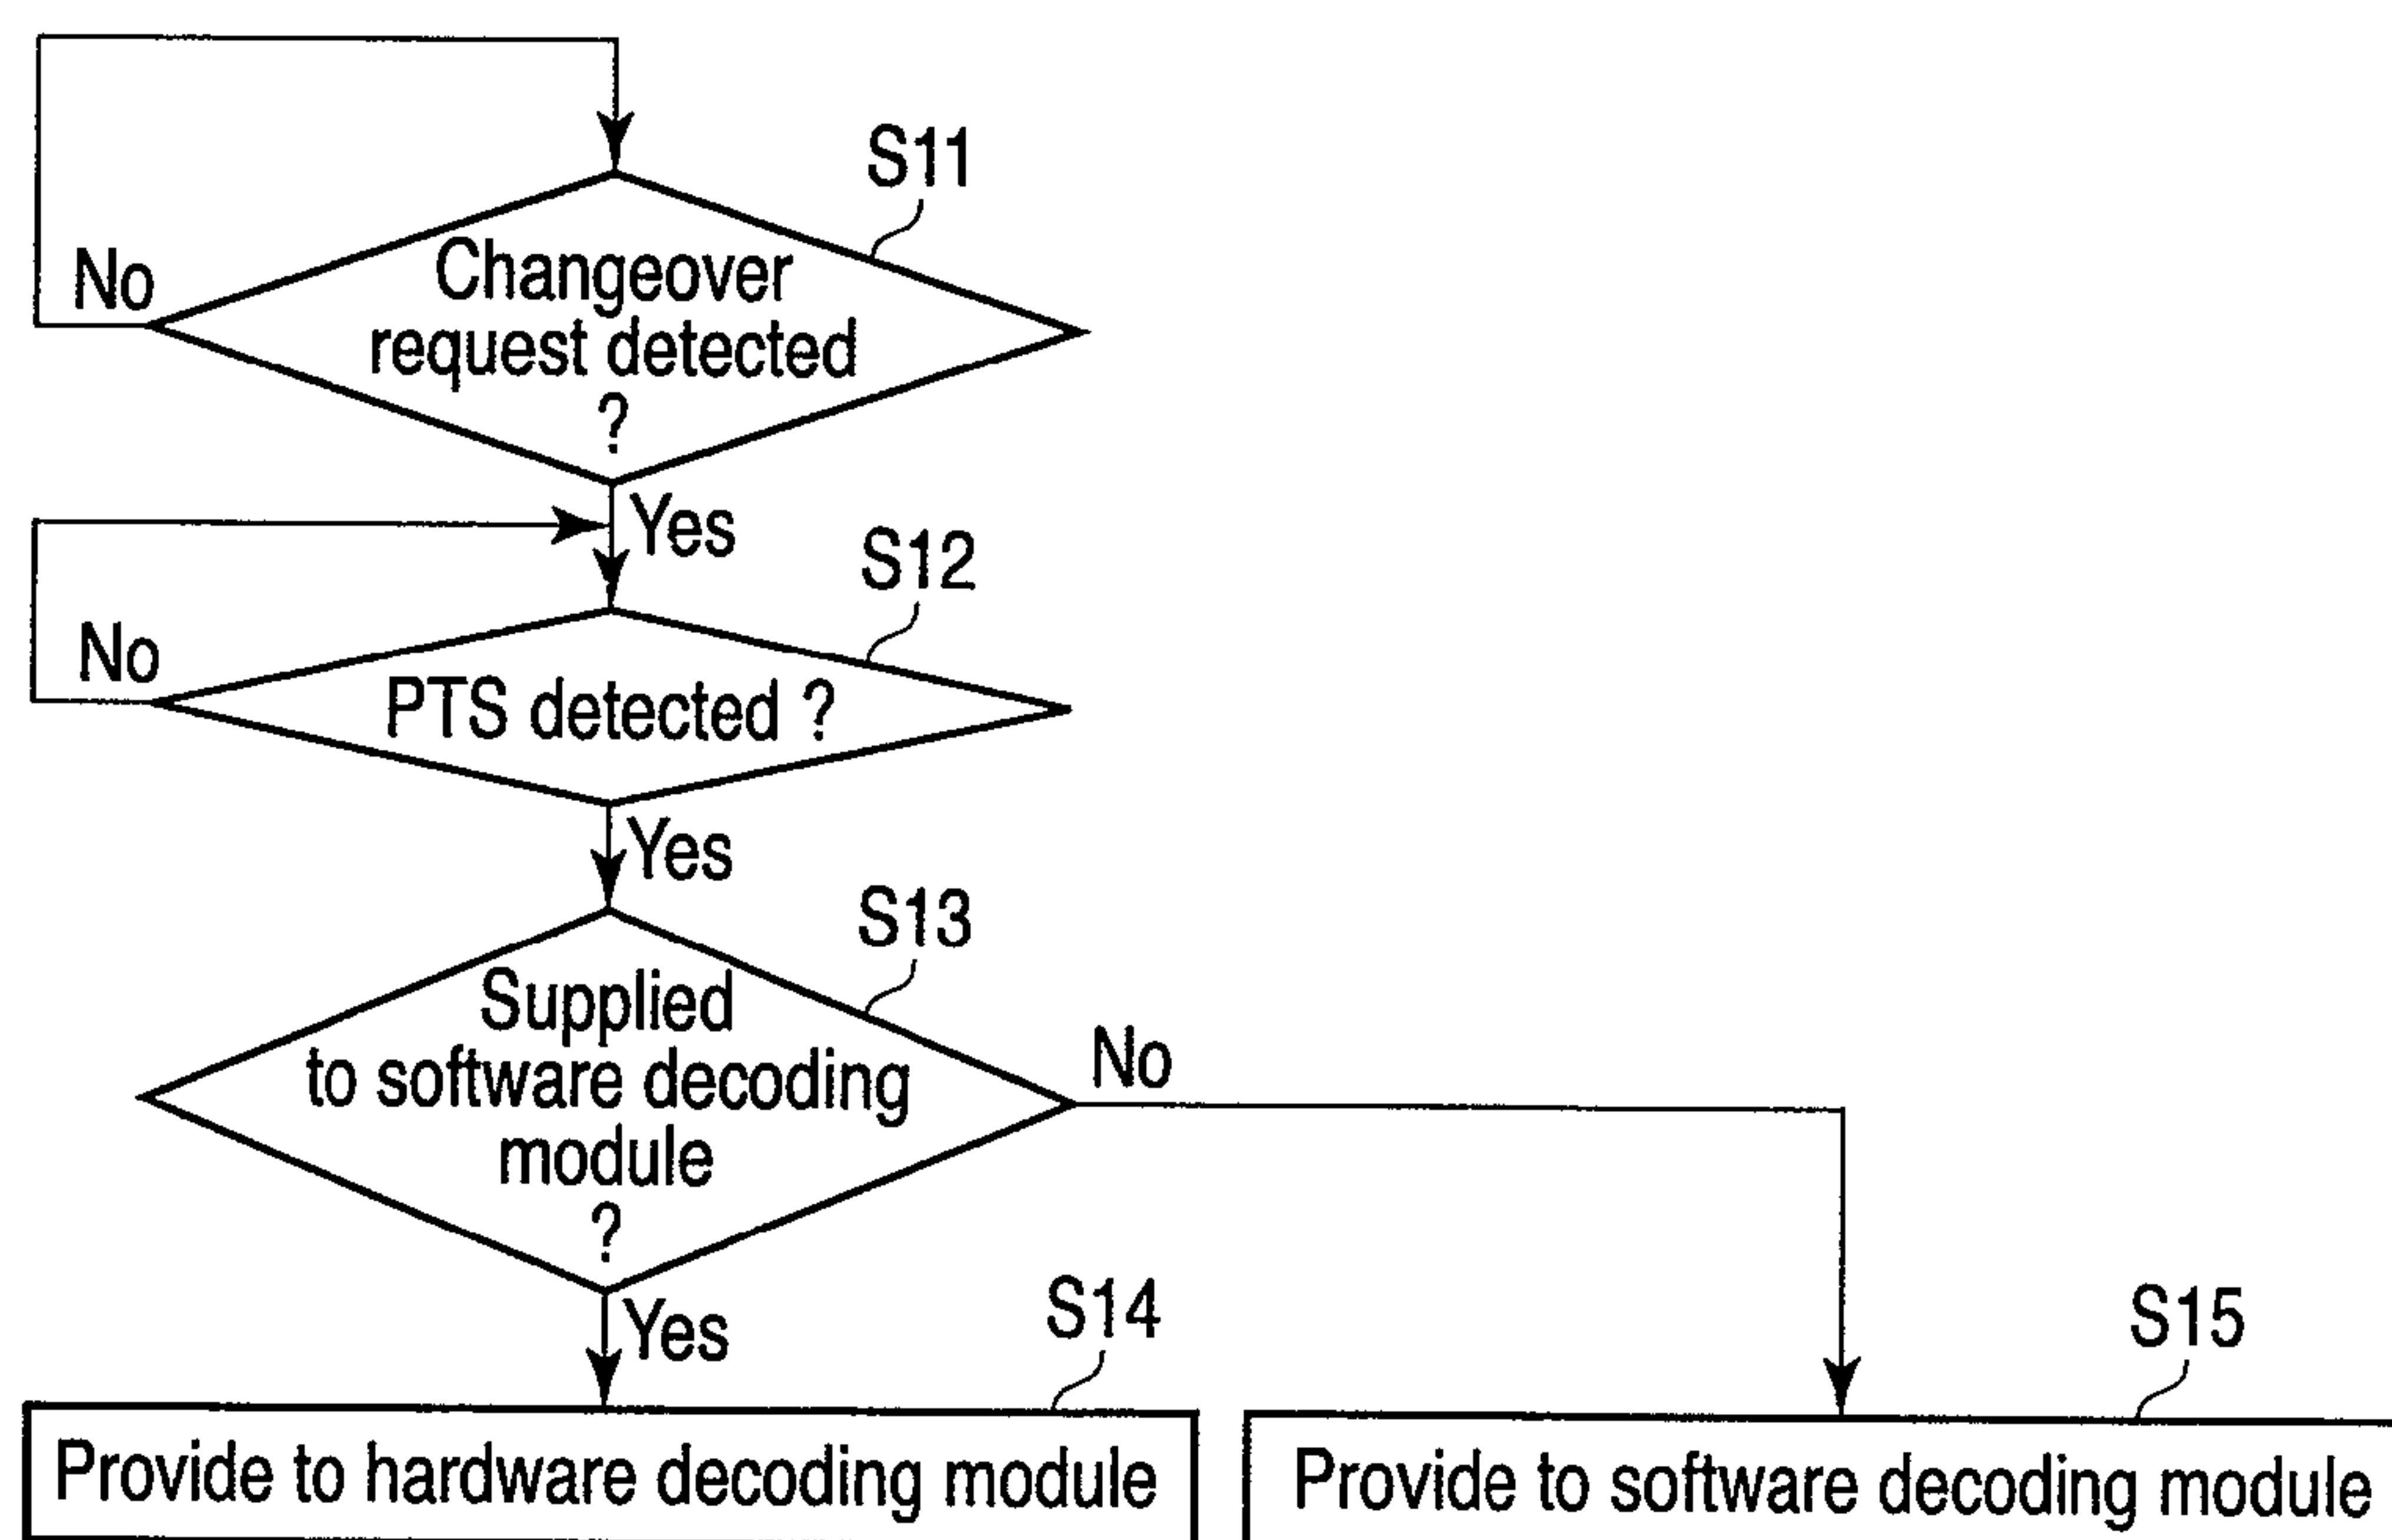 S11
Changeover
request detected
?
No
Yes
S12
PTS detected ?
No
Yes
S13
Supplied
to software decoding
module
?
No
Yes
S14
Provide to hardware decoding module
S15
Provide to software decoding module